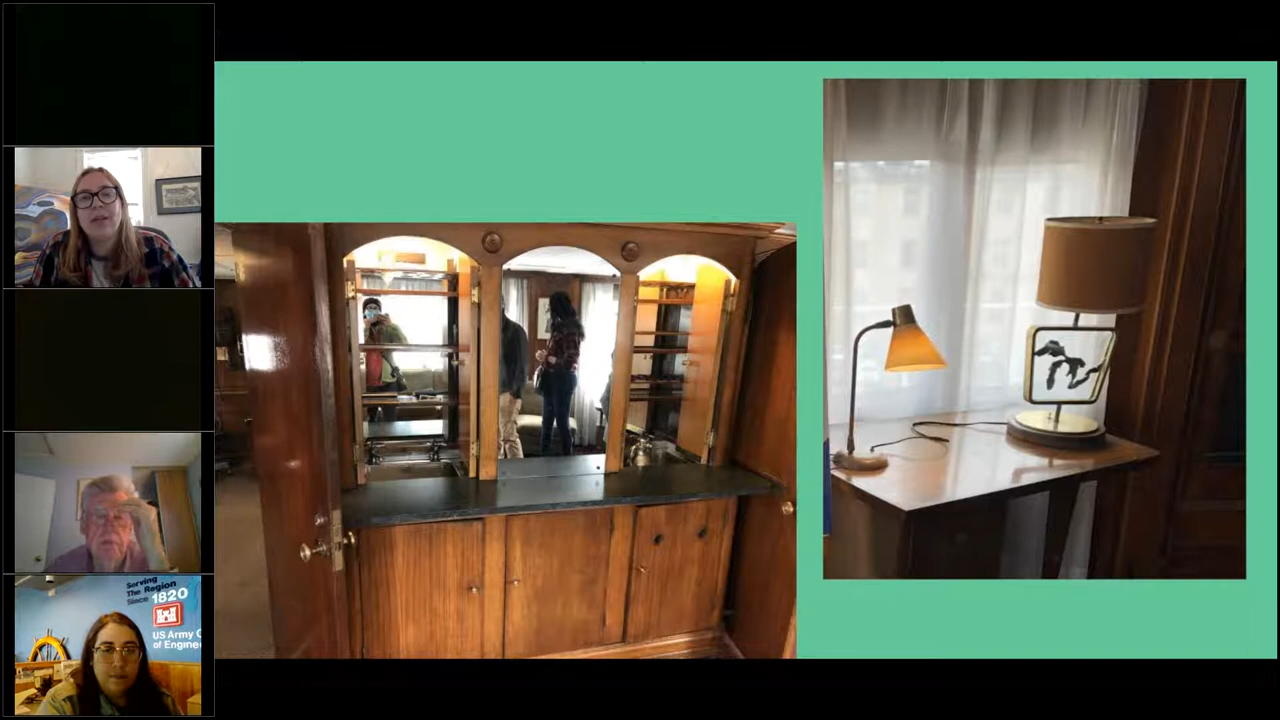 Serving
The Region
Since 1820
US Army C
of Engine